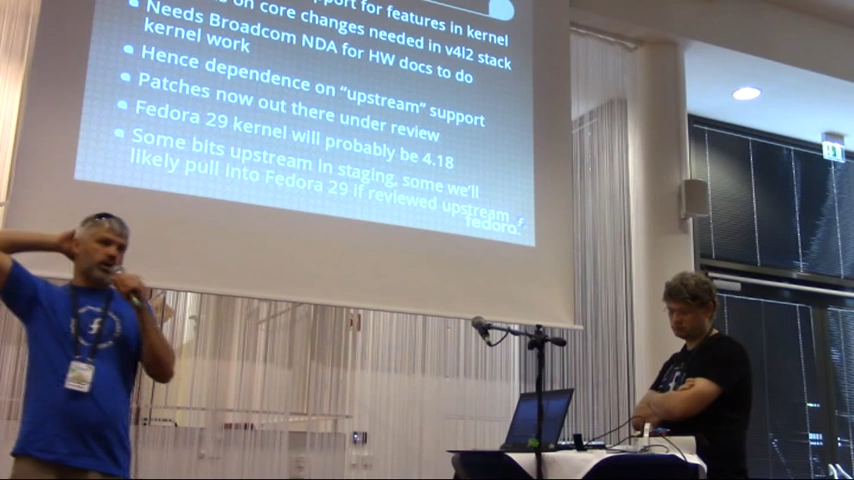 on core changes needed in v4l2 stack
support for features in kernel
Needs Broadcom NDA for HW docs to do
kernel work
Hence dependence on "upstream" support
Patches now out there under review
Fedora 29 kernel will probably be 4.18
Some bits upstream in staging, some we'll
likely pull into Fedora 29 if reviewed upstream
fedora